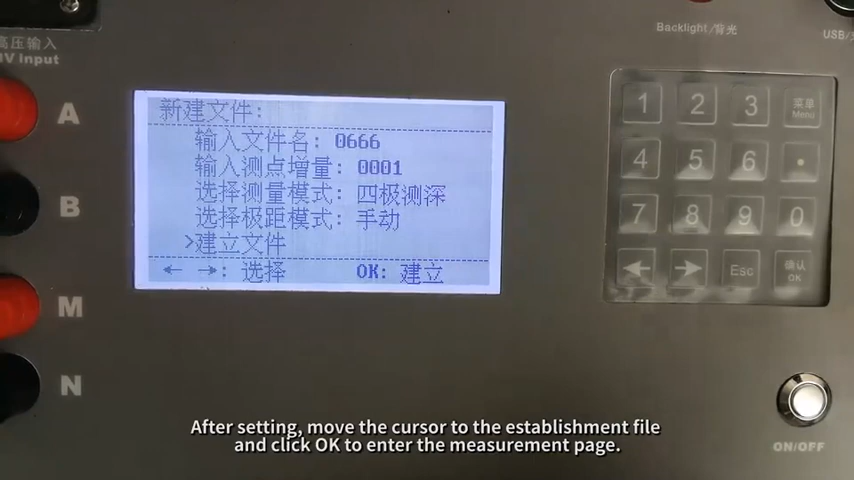 Backlight/背光
USB/
高压输入
HV Input
A
B
M
N
新建文件:
输入文件名: 0666
输入测点增量: 0001
选择测量模式: 四极测深
选择极距模式: 手动
>建立文件
← →: 选择 OK: 建立
1 2 3 菜单 Menu
4 5 6 .
7 8 9 0
← → Esc 确认 OK
ON/OFF
After setting, move the cursor to the establishment file
and click OK to enter the measurement page.